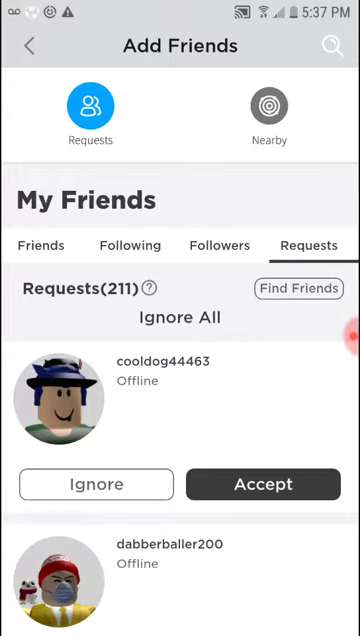 5:37 PM
Add Friends
Requests
Nearby
My Friends
Friends Following Followers Requests
Requests(211) ? Find Friends
Ignore All
cooldog44463
Offline
Ignore Accept
dabberballer200
Offline